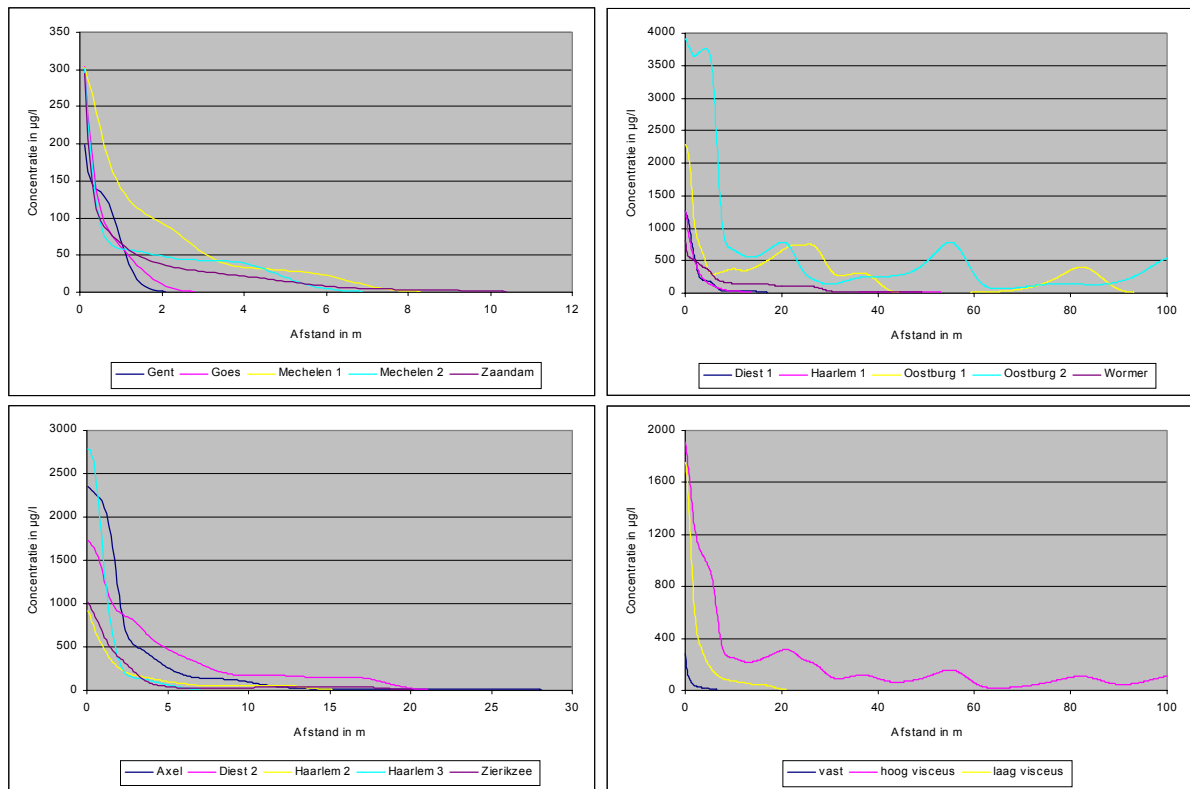 350
300
250
200
150
100
50
0
Concentratie in µg/l
0 2 4 6 8 10 12
Afstand in m
Gent Goes Mechelen 1 Mechelen 2 Zaandam
4000
3500
3000
2500
2000
1500
1000
500
0
Concentratie in µg/l
0 20 40 60 80 100
Afstand in m
Diest 1 Haarlem 1 Oostburg 1 Oostburg 2 Wormer
3000
2500
2000
1500
1000
500
0
Concentratie in µg/l
0 5 10 15 20 25 30
Afstand in m
Axel Diest 2 Haarlem 2 Haarlem 3 Zierikzee
2000
1600
1200
800
400
0
Concentratie in µg/l
0 20 40 60 80 100
Afstand in m
vast hoog visceus laag visceus